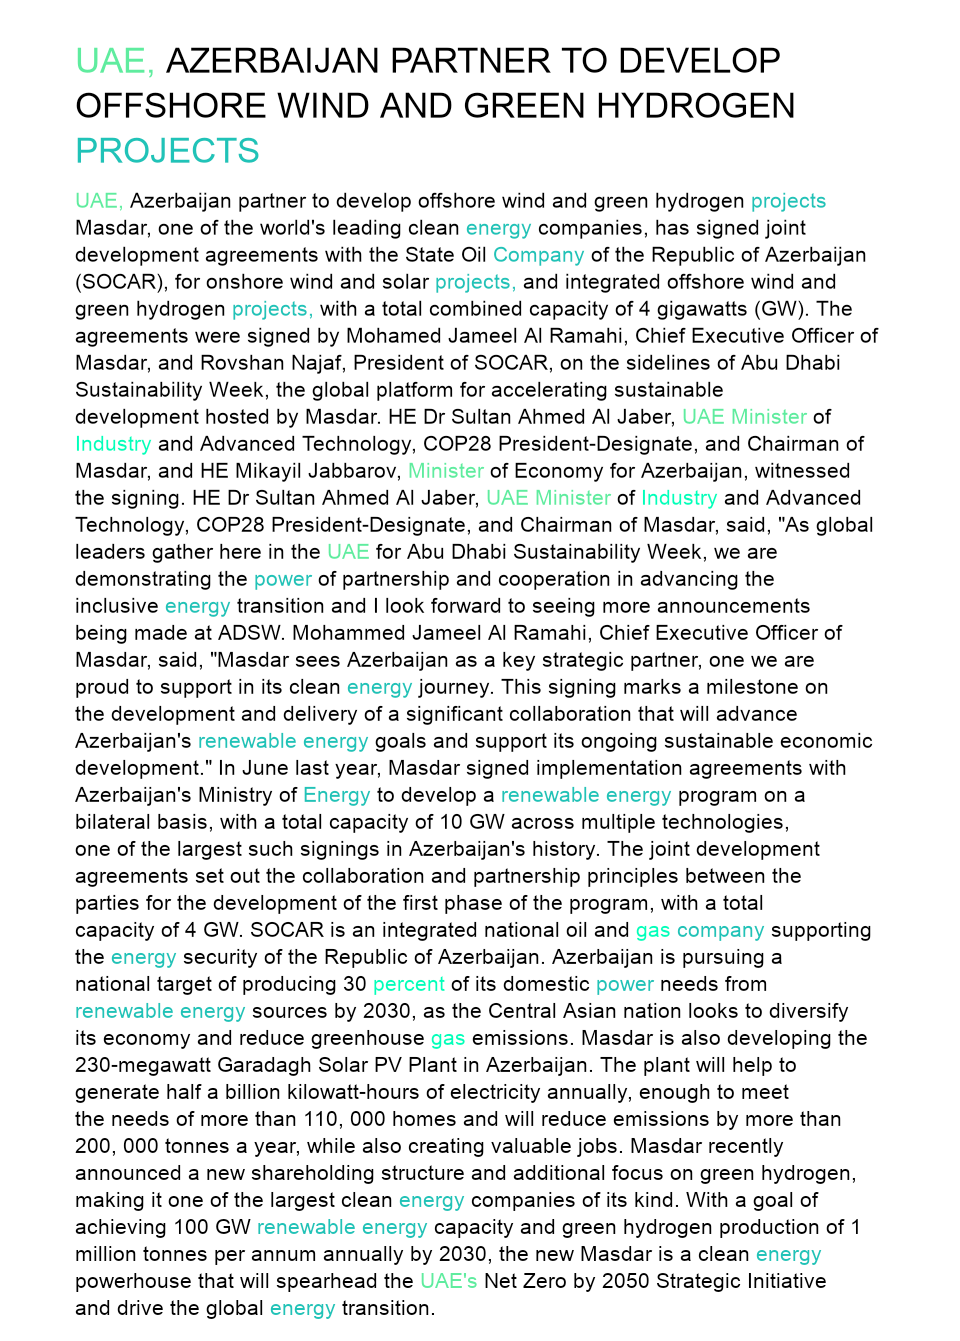 UAE, AZERBAIJAN PARTNER TO DEVELOP
OFFSHORE WIND AND GREEN HYDROGEN
PROJECTS
UAE, Azerbaijan partner to develop offshore wind and green hydrogen projects
Masdar, one of the world's leading clean energy companies, has signed joint
development agreements with the State Oil Company of the Republic of Azerbaijan
(SOCAR), for onshore wind and solar projects, and integrated offshore wind and
green hydrogen projects, with a total combined capacity of 4 gigawatts (GW). The
agreements were signed by Mohamed Jameel Al Ramahi, Chief Executive Officer of
Masdar, and Rovshan Najaf, President of SOCAR, on the sidelines of Abu Dhabi
Sustainability Week, the global platform for accelerating sustainable
development hosted by Masdar. HE Dr Sultan Ahmed Al Jaber, UAE Minister of
Industry and Advanced Technology, COP28 President-Designate, and Chairman of
Masdar, and HE Mikayil Jabbarov, Minister of Economy for Azerbaijan, witnessed
the signing. HE Dr Sultan Ahmed Al Jaber, UAE Minister of Industry and Advanced
Technology, COP28 President-Designate, and Chairman of Masdar, said, "As global
leaders gather here in the UAE for Abu Dhabi Sustainability Week, we are
demonstrating the power of partnership and cooperation in advancing the
inclusive energy transition and I look forward to seeing more announcements
being made at ADSW. Mohammed Jameel Al Ramahi, Chief Executive Officer of
Masdar, said, "Masdar sees Azerbaijan as a key strategic partner, one we are
proud to support in its clean energy journey. This signing marks a milestone on
the development and delivery of a significant collaboration that will advance
Azerbaijan's renewable energy goals and support its ongoing sustainable economic
development." In June last year, Masdar signed implementation agreements with
Azerbaijan's Ministry of Energy to develop a renewable energy program on a
bilateral basis, with a total capacity of 10 GW across multiple technologies,
one of the largest such signings in Azerbaijan's history. The joint development
agreements set out the collaboration and partnership principles between the
parties for the development of the first phase of the program, with a total
capacity of 4 GW. SOCAR is an integrated national oil and gas company supporting
the energy security of the Republic of Azerbaijan. Azerbaijan is pursuing a
national target of producing 30 percent of its domestic power needs from
renewable energy sources by 2030, as the Central Asian nation looks to diversify
its economy and reduce greenhouse gas emissions. Masdar is also developing the
230-megawatt Garadagh Solar PV Plant in Azerbaijan. The plant will help to
generate half a billion kilowatt-hours of electricity annually, enough to meet
the needs of more than 110, 000 homes and will reduce emissions by more than
200, 000 tonnes a year, while also creating valuable jobs. Masdar recently
announced a new shareholding structure and additional focus on green hydrogen,
making it one of the largest clean energy companies of its kind. With a goal of
achieving 100 GW renewable energy capacity and green hydrogen production of 1
million tonnes per annum annually by 2030, the new Masdar is a clean energy
powerhouse that will spearhead the UAE's Net Zero by 2050 Strategic Initiative
and drive the global energy transition.